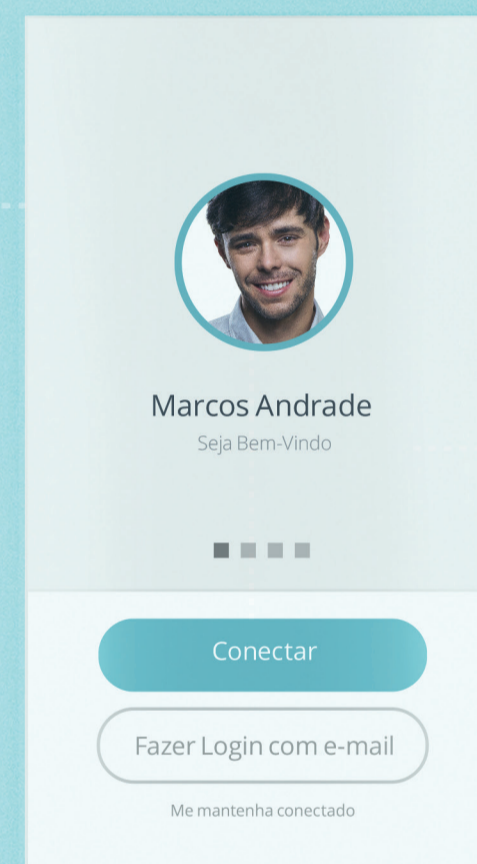 Marcos Andrade
Seja Bem-Vindo
Conectar
Fazer Login com e-mail
Me mantenha conectado